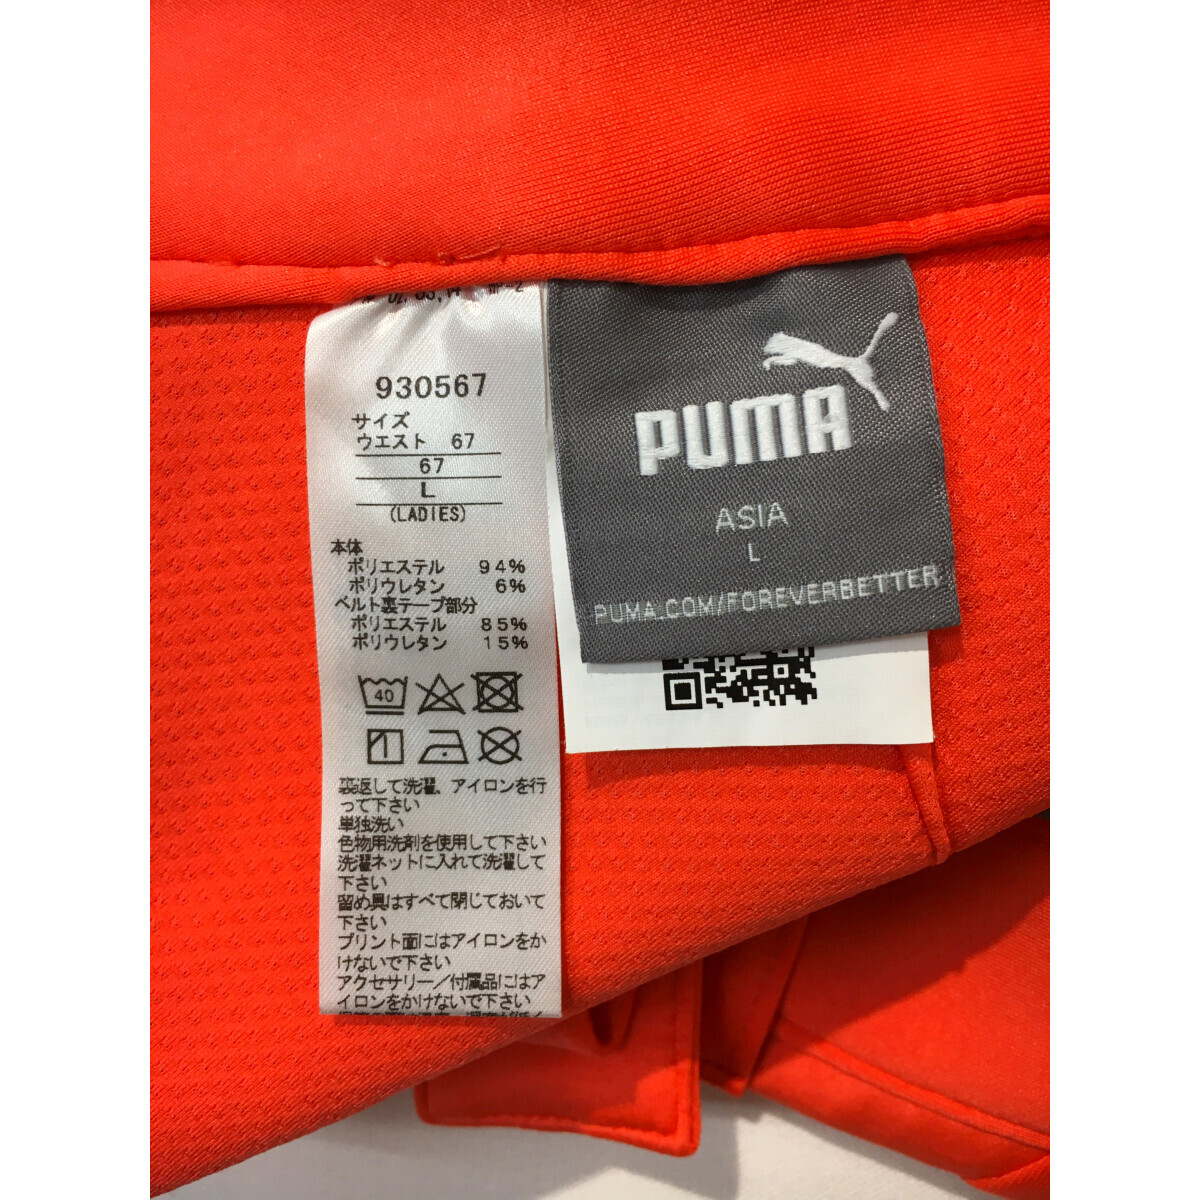 930567
サイズ
ウエスト 67
67
L
(LADIES)
本体
ポリエステル 94%
ポリウレタン 6%
ベルト裏テープ部分
ポリエステル 85%
ポリウレタン 15%
40
裏返して洗濯、アイロンを行
って下さい
単独洗い
色物用洗剤を使用して下さい
洗濯ネットに入れて洗濯して
下さい
留め具はすべて閉じておいて
下さい
プリント面にはアイロンをか
けないで下さい
アクセサリー/付属品にはア
イロンをかけないで下さい
PUMA
ASIA
L
PUMA.COM/FOREVERBETTER